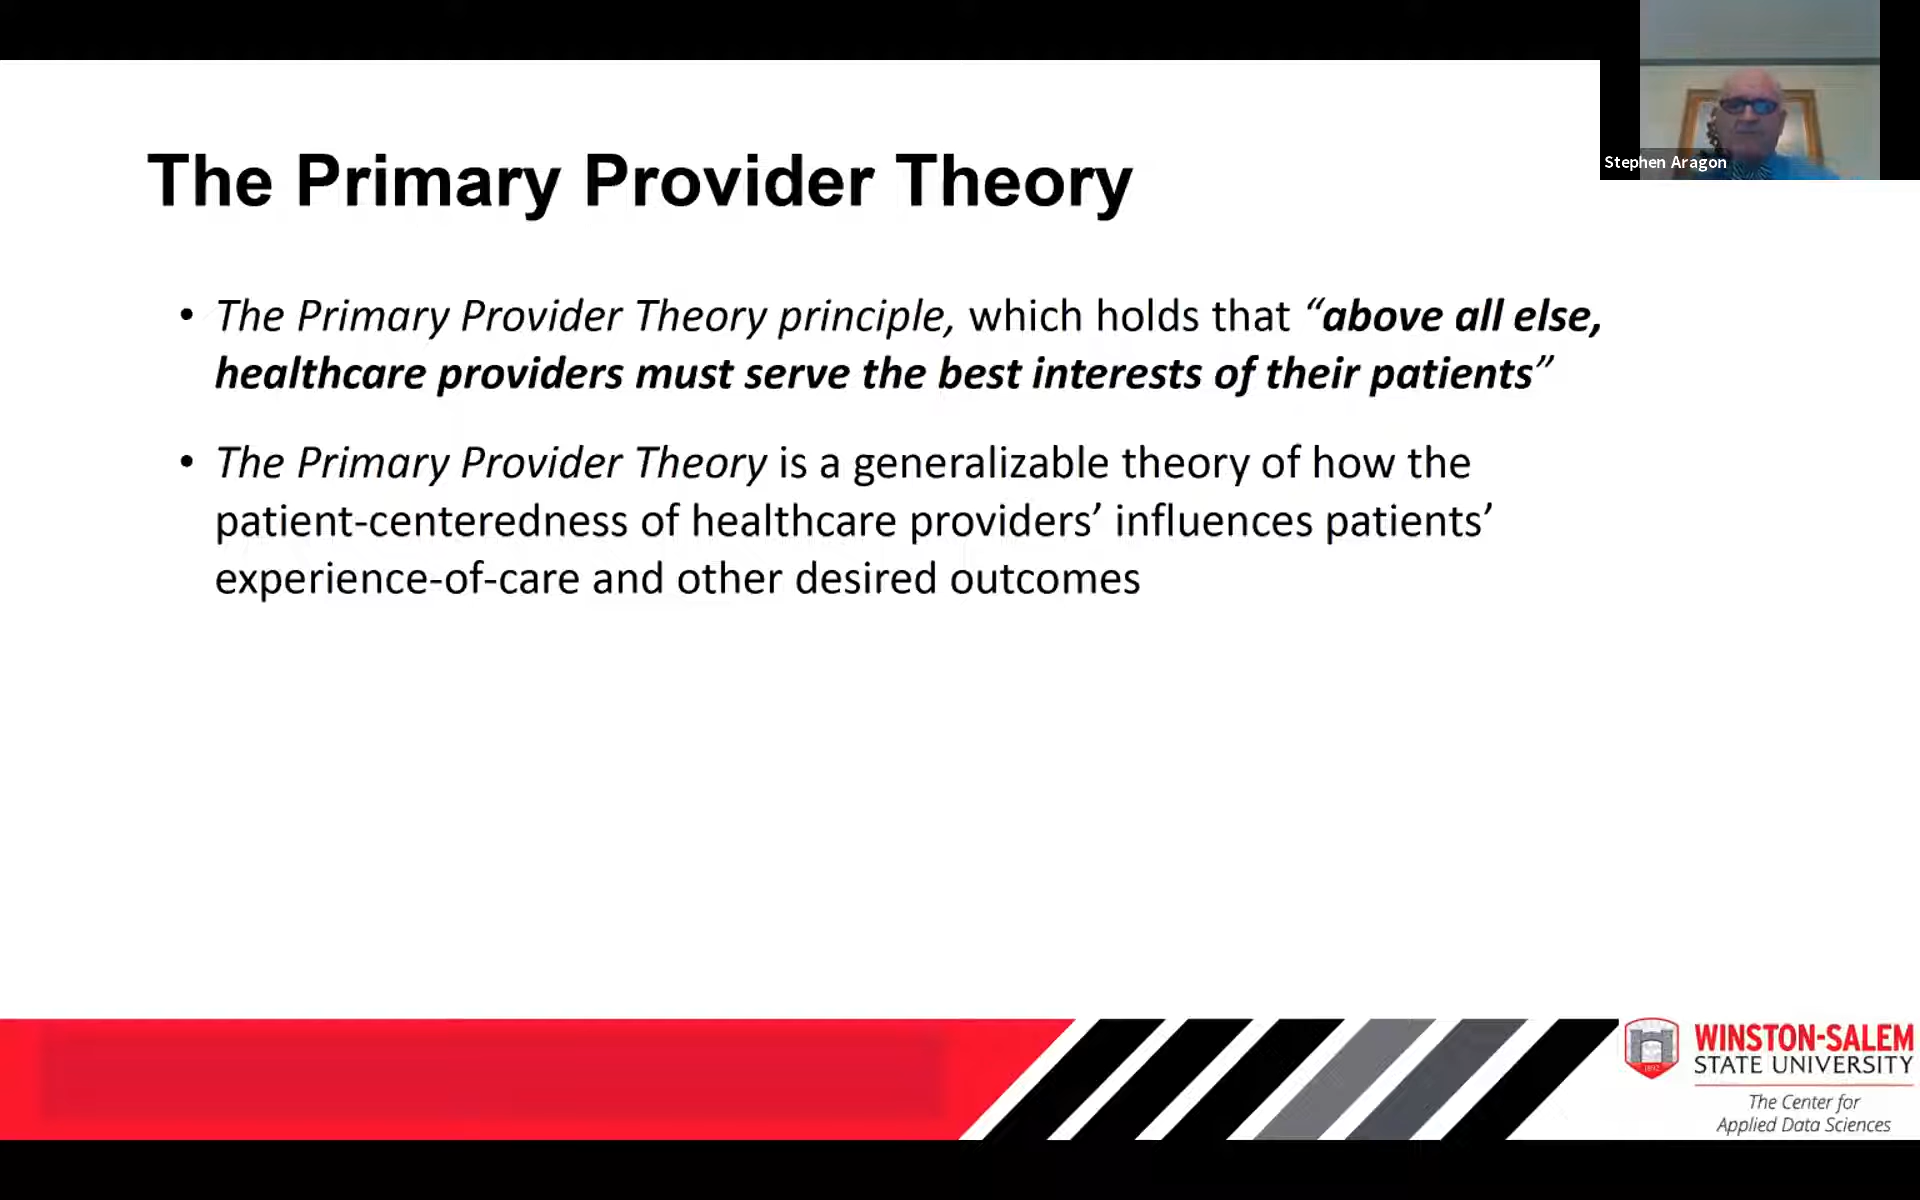 Stephen Aragon
The Primary Provider Theory
• The Primary Provider Theory principle, which holds that “above all else,
healthcare providers must serve the best interests of their patients”
• The Primary Provider Theory is a generalizable theory of how the
patient-centeredness of healthcare providers’ influences patients’
experience-of-care and other desired outcomes
1892
WINSTON-SALEM
STATE UNIVERSITY
The Center for
Applied Data Sciences